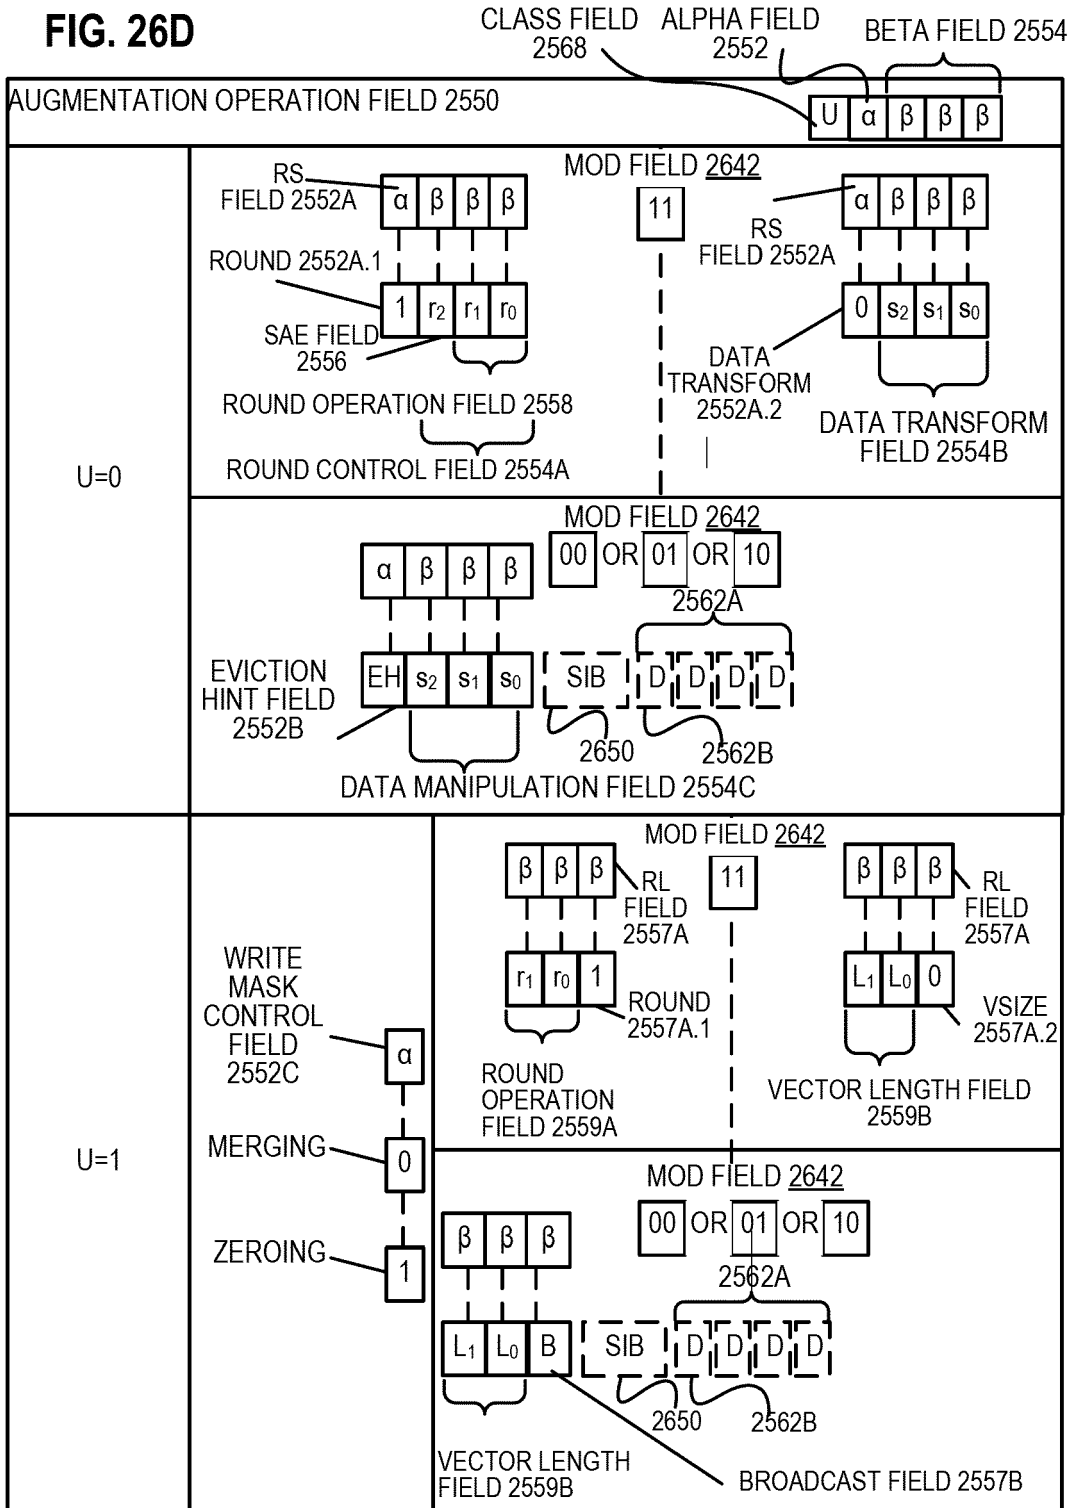 FIG. 26D
CLASS FIELD 2568
ALPHA FIELD 2552
BETA FIELD 2554
AUGMENTATION OPERATION FIELD 2550
U α β β β
U=0
MOD FIELD 2642
11
RS FIELD 2552A
α β β β
ROUND 2552A.1
1 r2 r1 r0
SAE FIELD 2556
ROUND OPERATION FIELD 2558
ROUND CONTROL FIELD 2554A
α β β β
RS FIELD 2552A
0 s2 s1 s0
DATA TRANSFORM 2552A.2
DATA TRANSFORM FIELD 2554B
MOD FIELD 2642
00 OR 01 OR 10
α β β β
2562A
EVICTION HINT FIELD 2552B
EH s2 s1 s0
SIB
D D D D
2650
2562B
DATA MANIPULATION FIELD 2554C
U=1
WRITE MASK CONTROL FIELD 2552C
α
MERGING
0
ZEROING
1
MOD FIELD 2642
11
β β β
RL FIELD 2557A
r1 r0 1
ROUND 2557A.1
ROUND OPERATION FIELD 2559A
β β β
RL FIELD 2557A
L1 L0 0
VSIZE 2557A.2
VECTOR LENGTH FIELD 2559B
MOD FIELD 2642
00 OR 01 OR 10
β β β
2562A
L1 L0 B
SIB
D D D D
2650
2562B
VECTOR LENGTH FIELD 2559B
BROADCAST FIELD 2557B